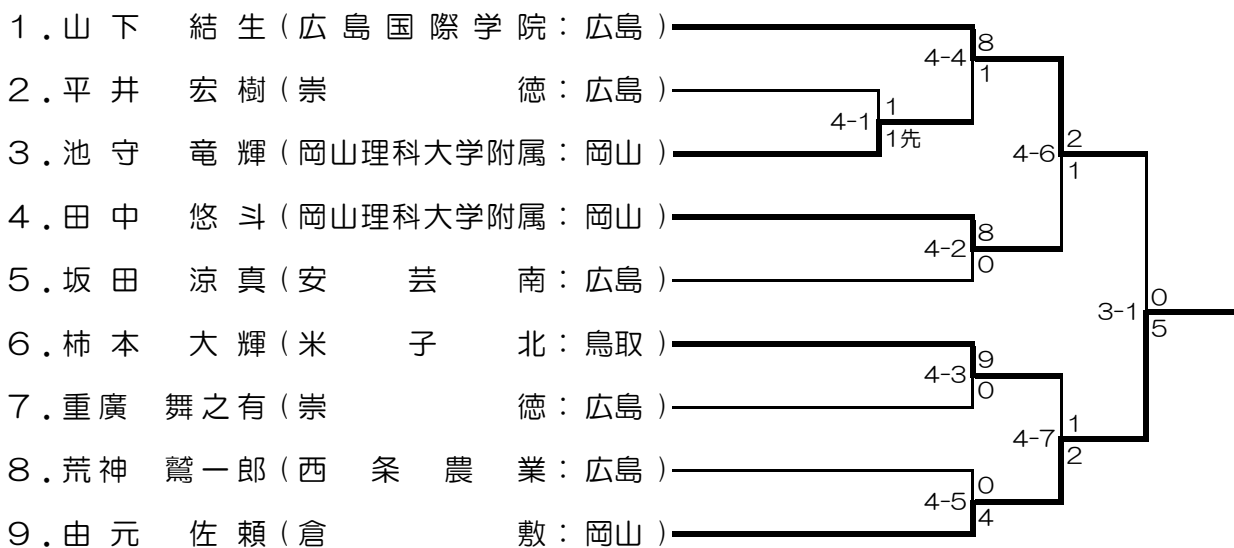 1.山下 結生(広島国際学院:広島) 8
4-4
2.平井 宏樹(崇徳:広島) 1
1
4-1
3.池守 竜輝(岡山理科大学附属:岡山) 1先
2
4-6
1
4.田中 悠斗(岡山理科大学附属:岡山) 8
4-2
5.坂田 涼真(安芸南:広島) 0
0
3-1
5
6.柿本 大輝(米子北:鳥取) 9
4-3
7.重廣 舞之有(崇徳:広島) 0
1
4-7
2
8.荒神 鷲一郎(西条農業:広島) 0
4-5
9.由元 佐頼(倉敷:岡山) 4